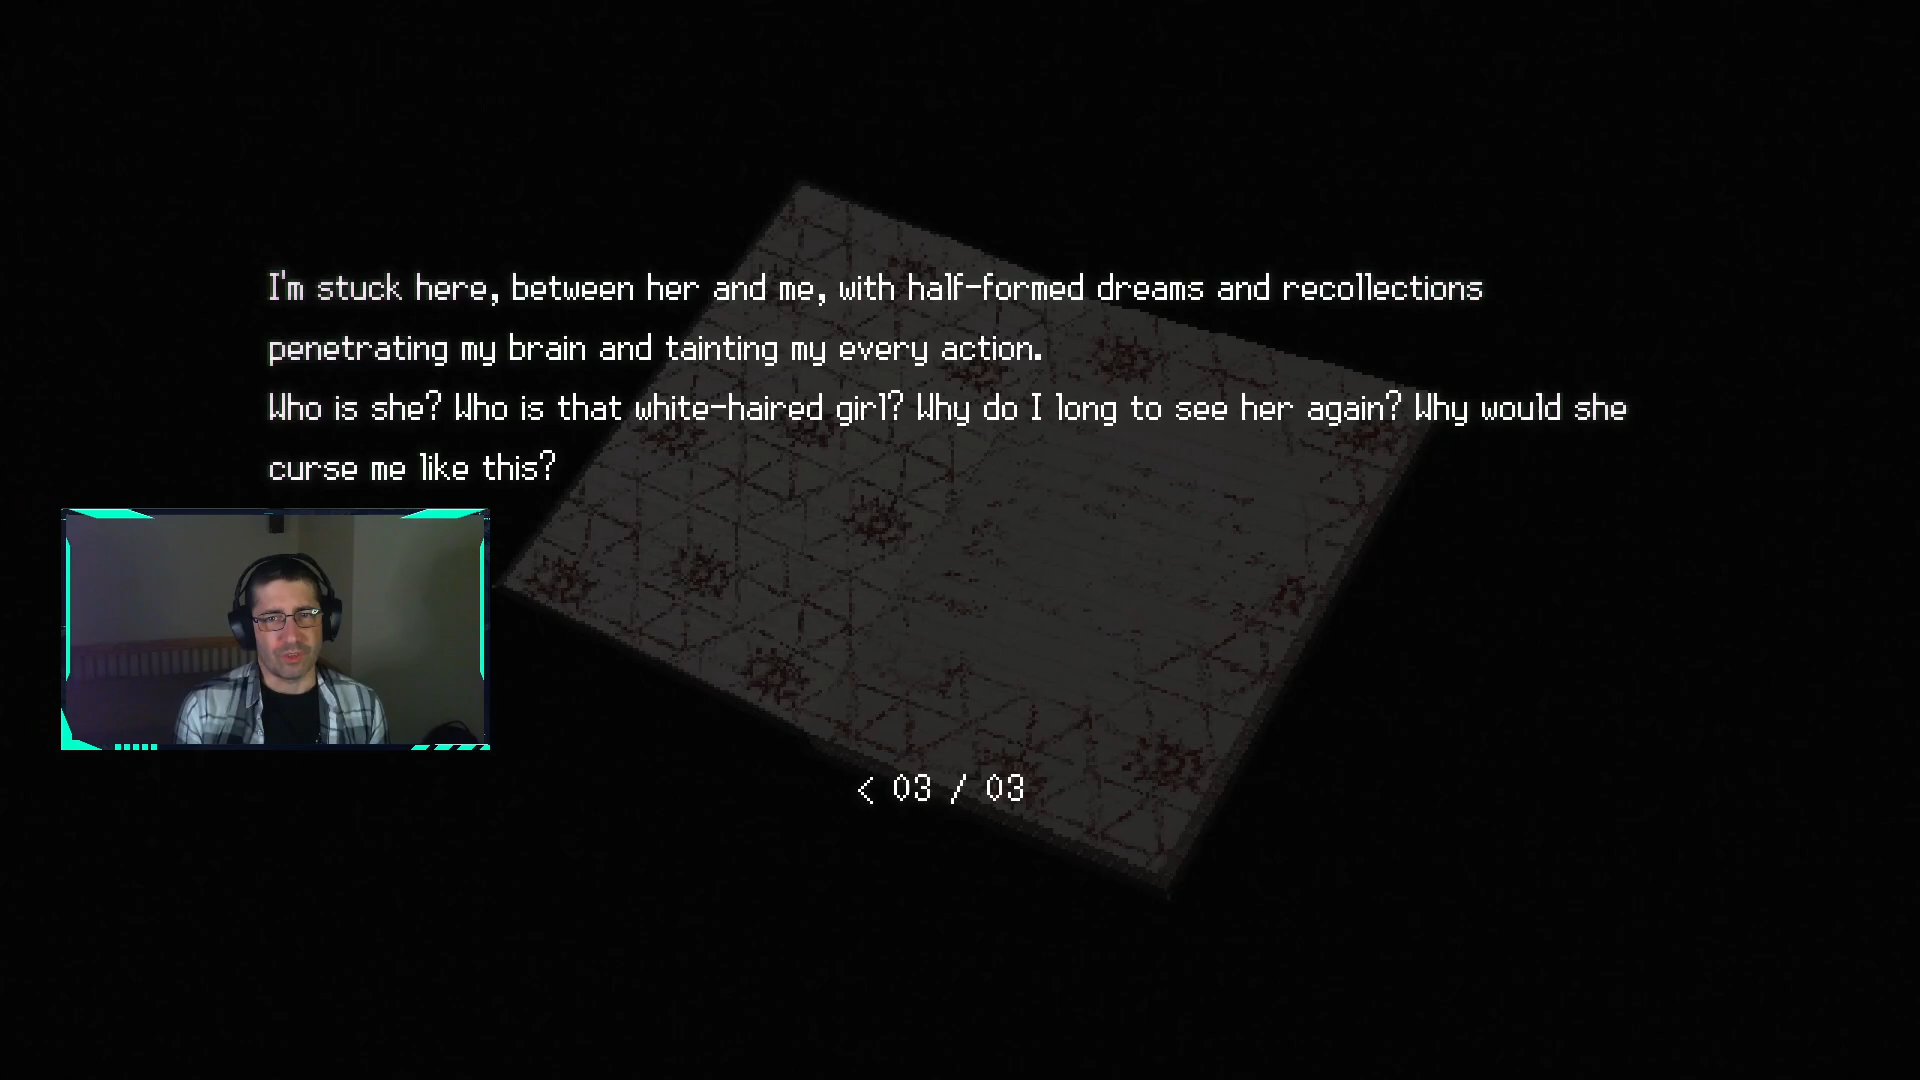 I'm stuck here, between her and me, with half-formed dreams and recollections
penetrating my brain and tainting my every action.
Who is she? Who is that white-haired girl? Why do I long to see her again? Why would she
curse me like this?
< 03 / 03